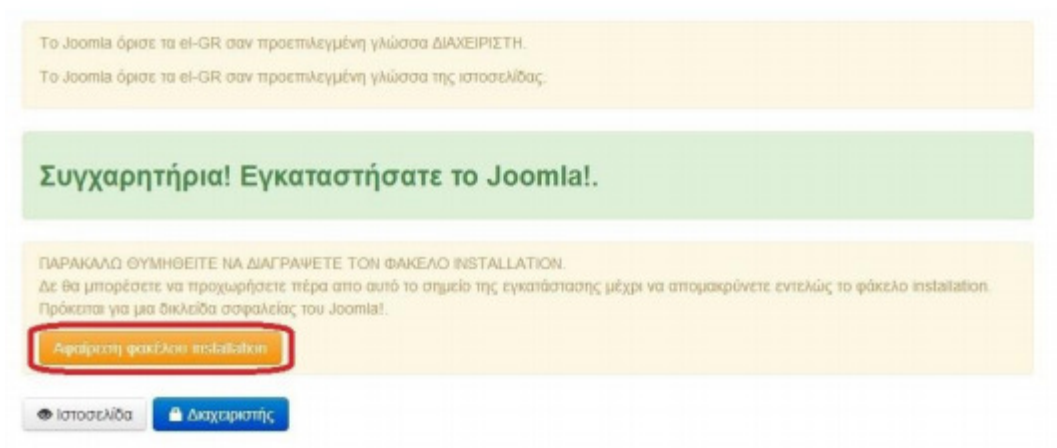 Το Joomla όρισε τα el-GR σαν προεπιλεγμένη γλώσσα ΔΙΑΧΕΙΡΙΣΤΗ.
Το Joomla όρισε τα el-GR σαν προεπιλεγμένη γλώσσα της ιστοσελίδας.
Συγχαρητήρια! Εγκαταστήσατε το Joomla!.
ΠΑΡΑΚΑΛΩ ΘΥΜΗΘΕΙΤΕ ΝΑ ΔΙΑΓΡΑΨΕΤΕ ΤΟΝ ΦΑΚΕΛΟ INSTALLATION.
Δε θα μπορέσετε να προχωρήσετε πέρα απο αυτό το σημείο της εγκατάστασης μέχρι να απομακρύνετε εντελώς το φάκελο installation.
Πρόκειται για μια δικλείδα ασφαλείας του Joomla!.
Αφαίρεση φακέλου installation
Ιστοσελίδα
Διαχειριστής